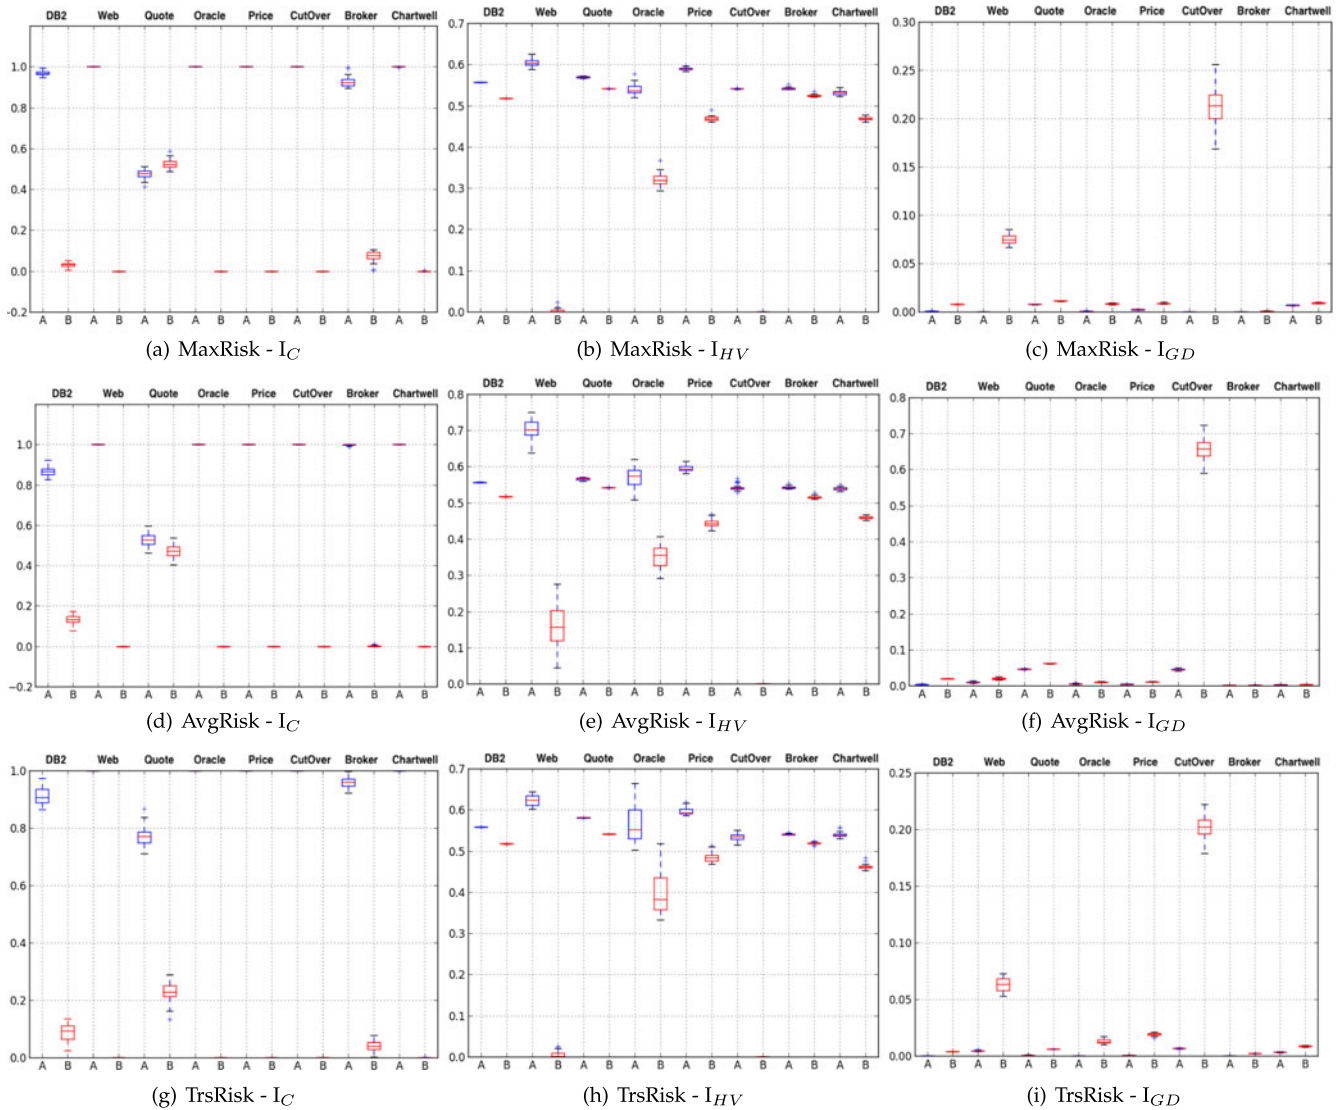 DB2 Web Quote Oracle Price CutOver Broker Chartwell
1.0
0.8
0.6
0.4
0.2
0.0
-0.2
A B A B A B A B A B A B A B A B
(a) MaxRisk - I_C
DB2 Web Quote Oracle Price CutOver Broker Chartwell
0.7
0.6
0.5
0.4
0.3
0.2
0.1
0.0
A B A B A B A B A B A B A B A B
(b) MaxRisk - I_HV
DB2 Web Quote Oracle Price CutOver Broker Chartwell
0.30
0.25
0.20
0.15
0.10
0.05
0.00
A B A B A B A B A B A B A B A B
(c) MaxRisk - I_GD
DB2 Web Quote Oracle Price CutOver Broker Chartwell
1.0
0.8
0.6
0.4
0.2
0.0
−0.2
A B A B A B A B A B A B A B A B
(d) AvgRisk - I_C
DB2 Web Quote Oracle Price CutOver Broker Chartwell
0.8
0.7
0.6
0.5
0.4
0.3
0.2
0.1
0.0
A B A B A B A B A B A B A B A B
(e) AvgRisk - I_HV
DB2 Web Quote Oracle Price CutOver Broker Chartwell
0.8
0.7
0.6
0.5
0.4
0.3
0.2
0.1
0.0
A B A B A B A B A B A B A B A B
(f) AvgRisk - I_GD
DB2 Web Quote Oracle Price CutOver Broker Chartwell
1.0
0.8
0.6
0.4
0.2
0.0
A B A B A B A B A B A B A B A B
(g) TrsRisk - I_C
DB2 Web Quote Oracle Price CutOver Broker Chartwell
0.7
0.6
0.5
0.4
0.3
0.2
0.1
0.0
A B A B A B A B A B A B A B A B
(h) TrsRisk - I_HV
DB2 Web Quote Oracle Price CutOver Broker Chartwell
0.25
0.20
0.15
0.10
0.05
0.00
A B A B A B A B A B A B A B A B
(i) TrsRisk - I_GD